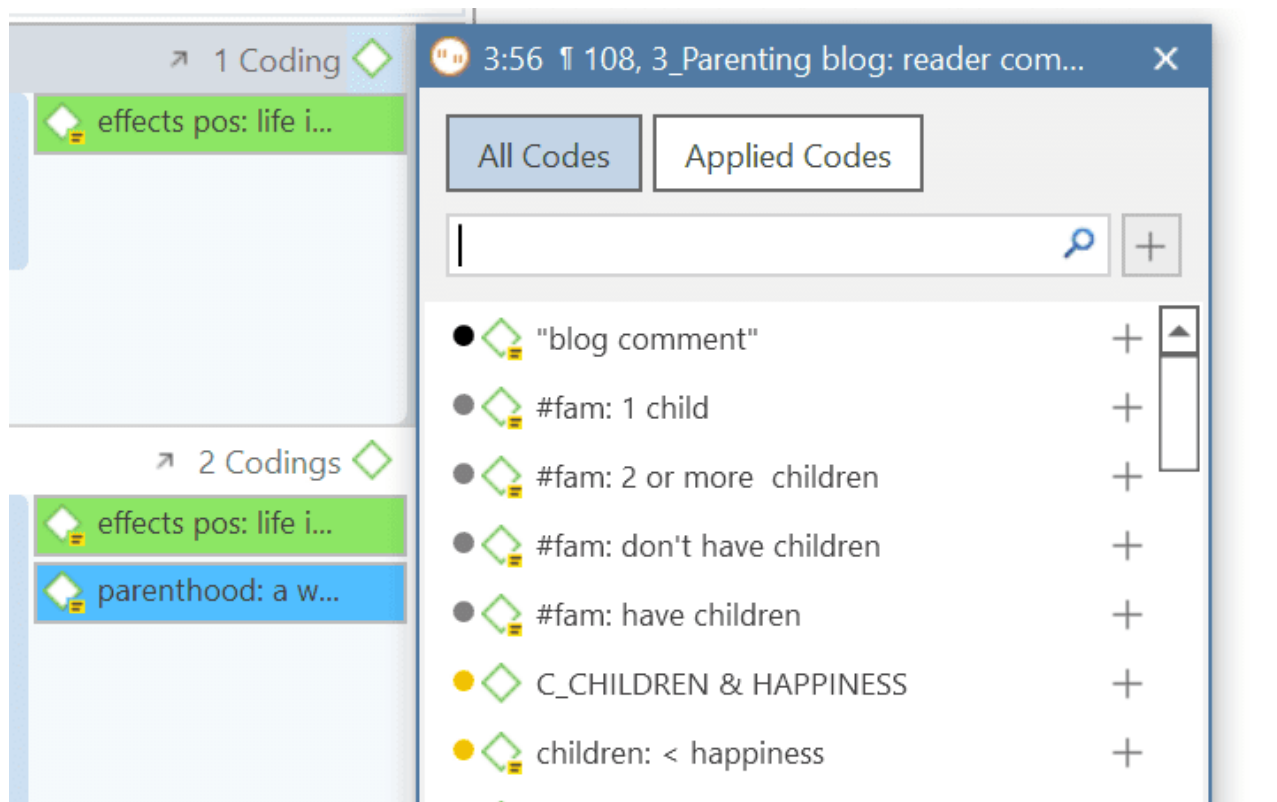 1 Coding
effects pos: life i...
2 Codings
effects pos: life i...
parenthood: a w...
3:56 ¶ 108, 3_Parenting blog: reader com...
All Codes
Applied Codes
"blog comment"
#fam: 1 child
#fam: 2 or more  children
#fam: don't have children
#fam: have children
C_CHILDREN & HAPPINESS
children: < happiness